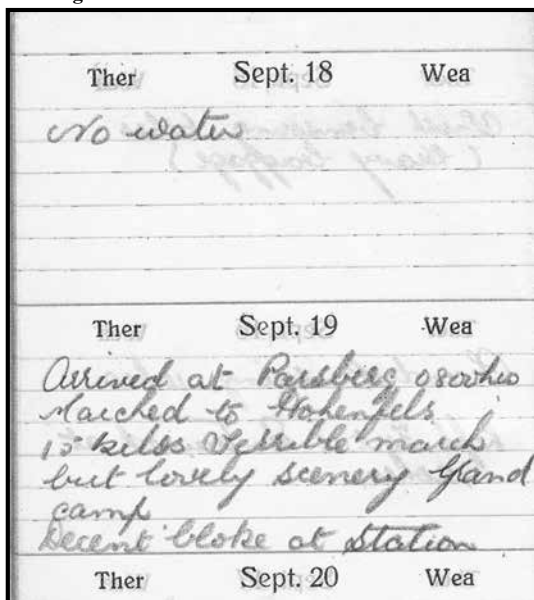 Ther Sept. 18 Wea
No water
Ther Sept. 19 Wea
Arrived at Parsberg 0800hrs
Marched to Hohenfels
15 kilos Terrible march
but lovely scenery Grand
camp
Decent bloke at Station
Ther Sept. 20 Wea